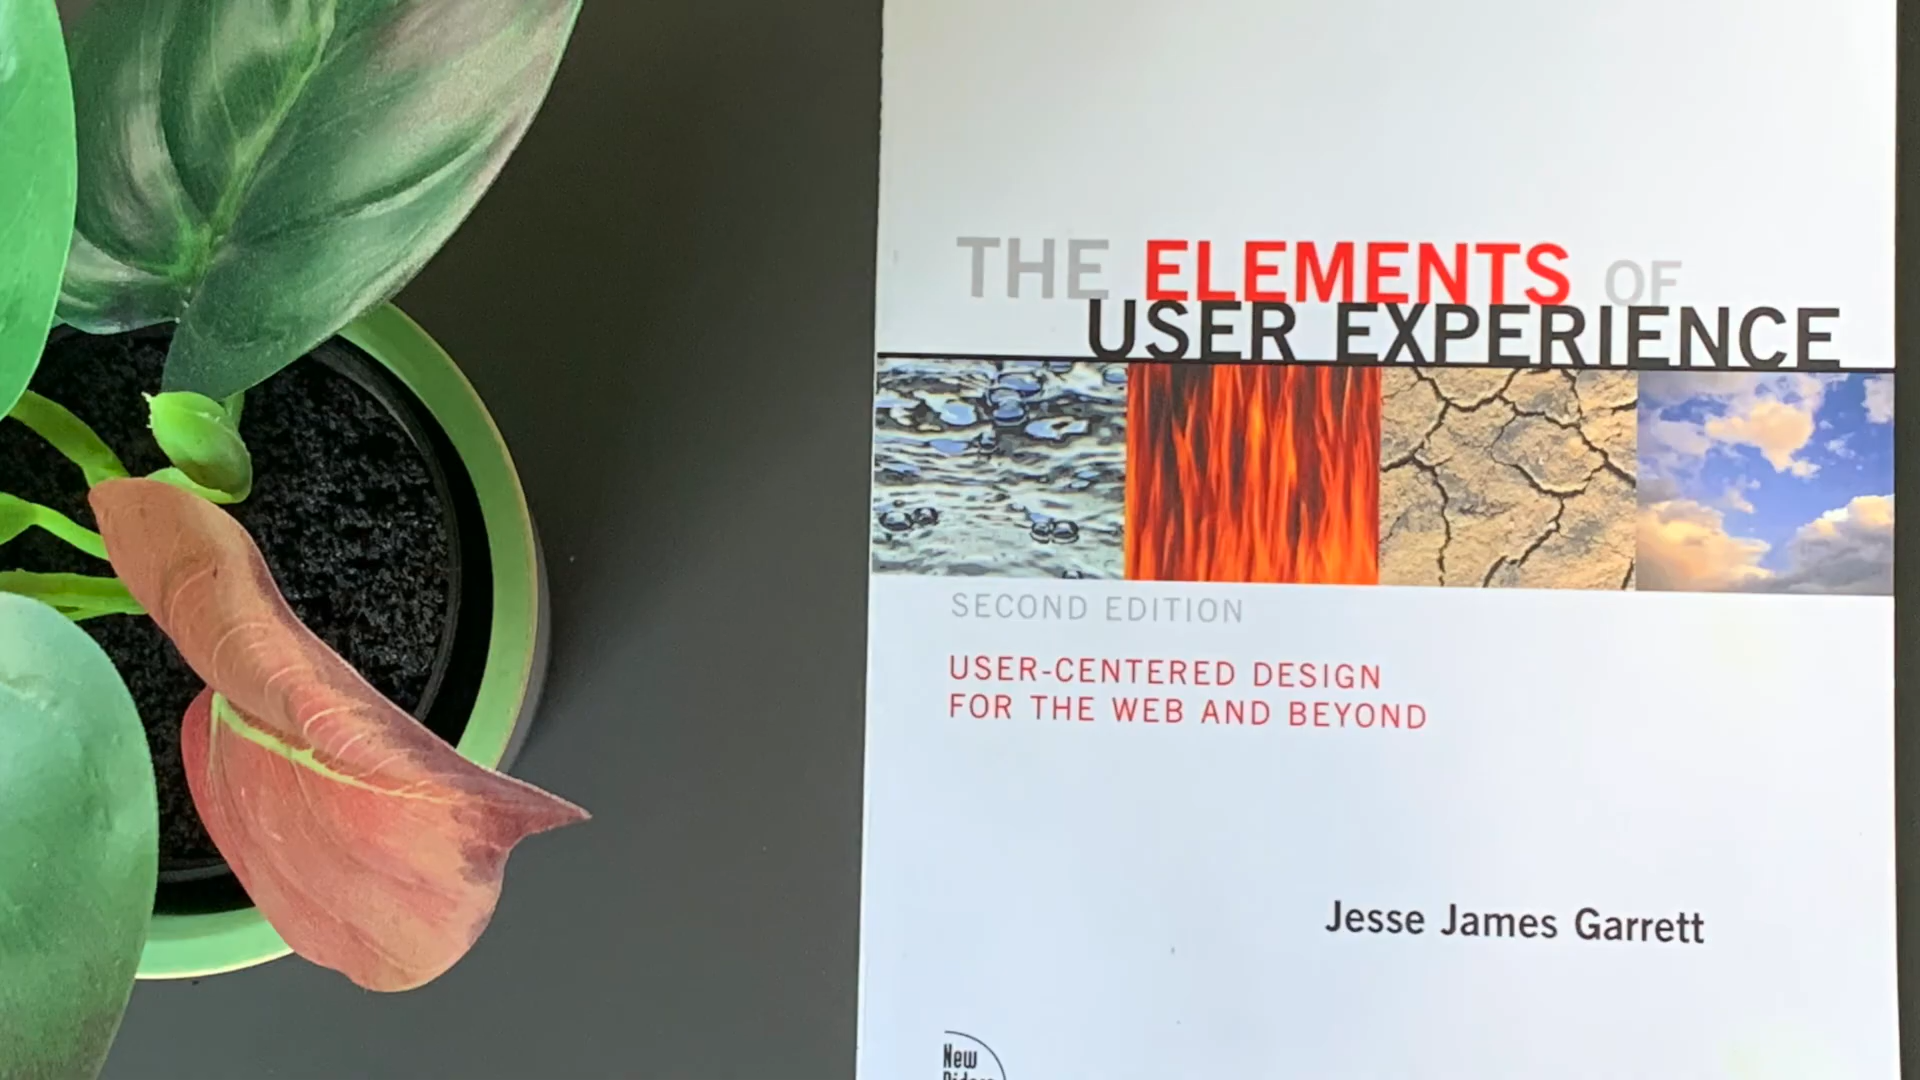 THE ELEMENTS OF
USER EXPERIENCE
SECOND EDITION
USER-CENTERED DESIGN
FOR THE WEB AND BEYOND
Jesse James Garrett
New